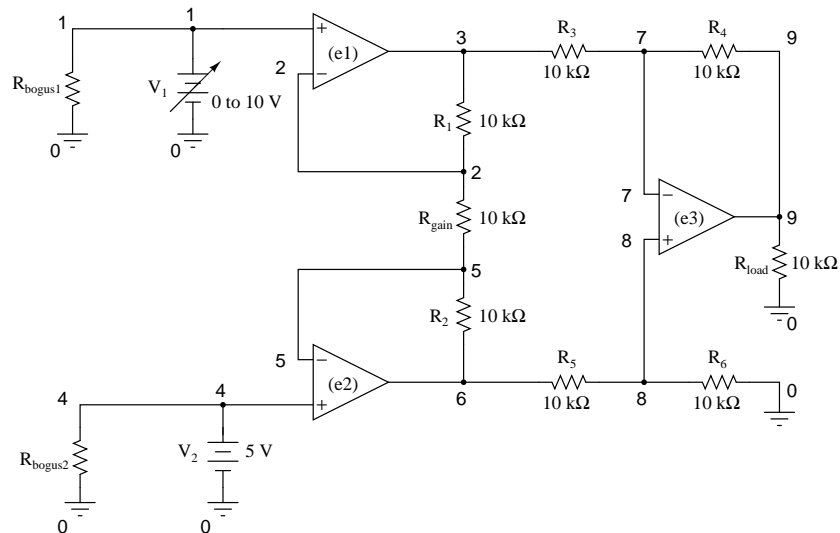 1
1
+
(e1)
2
−
3
R3
10 kΩ
7
R4
10 kΩ
9
Rbogus1
V1
0 to 10 V
0
0
R1
10 kΩ
2
Rgain
10 kΩ
5
7
−
(e3)
8
+
9
Rload
10 kΩ
0
R2
10 kΩ
5
−
(e2)
+
4
4
6
R5
10 kΩ
8
R6
10 kΩ
0
Rbogus2
V2
5 V
0
0